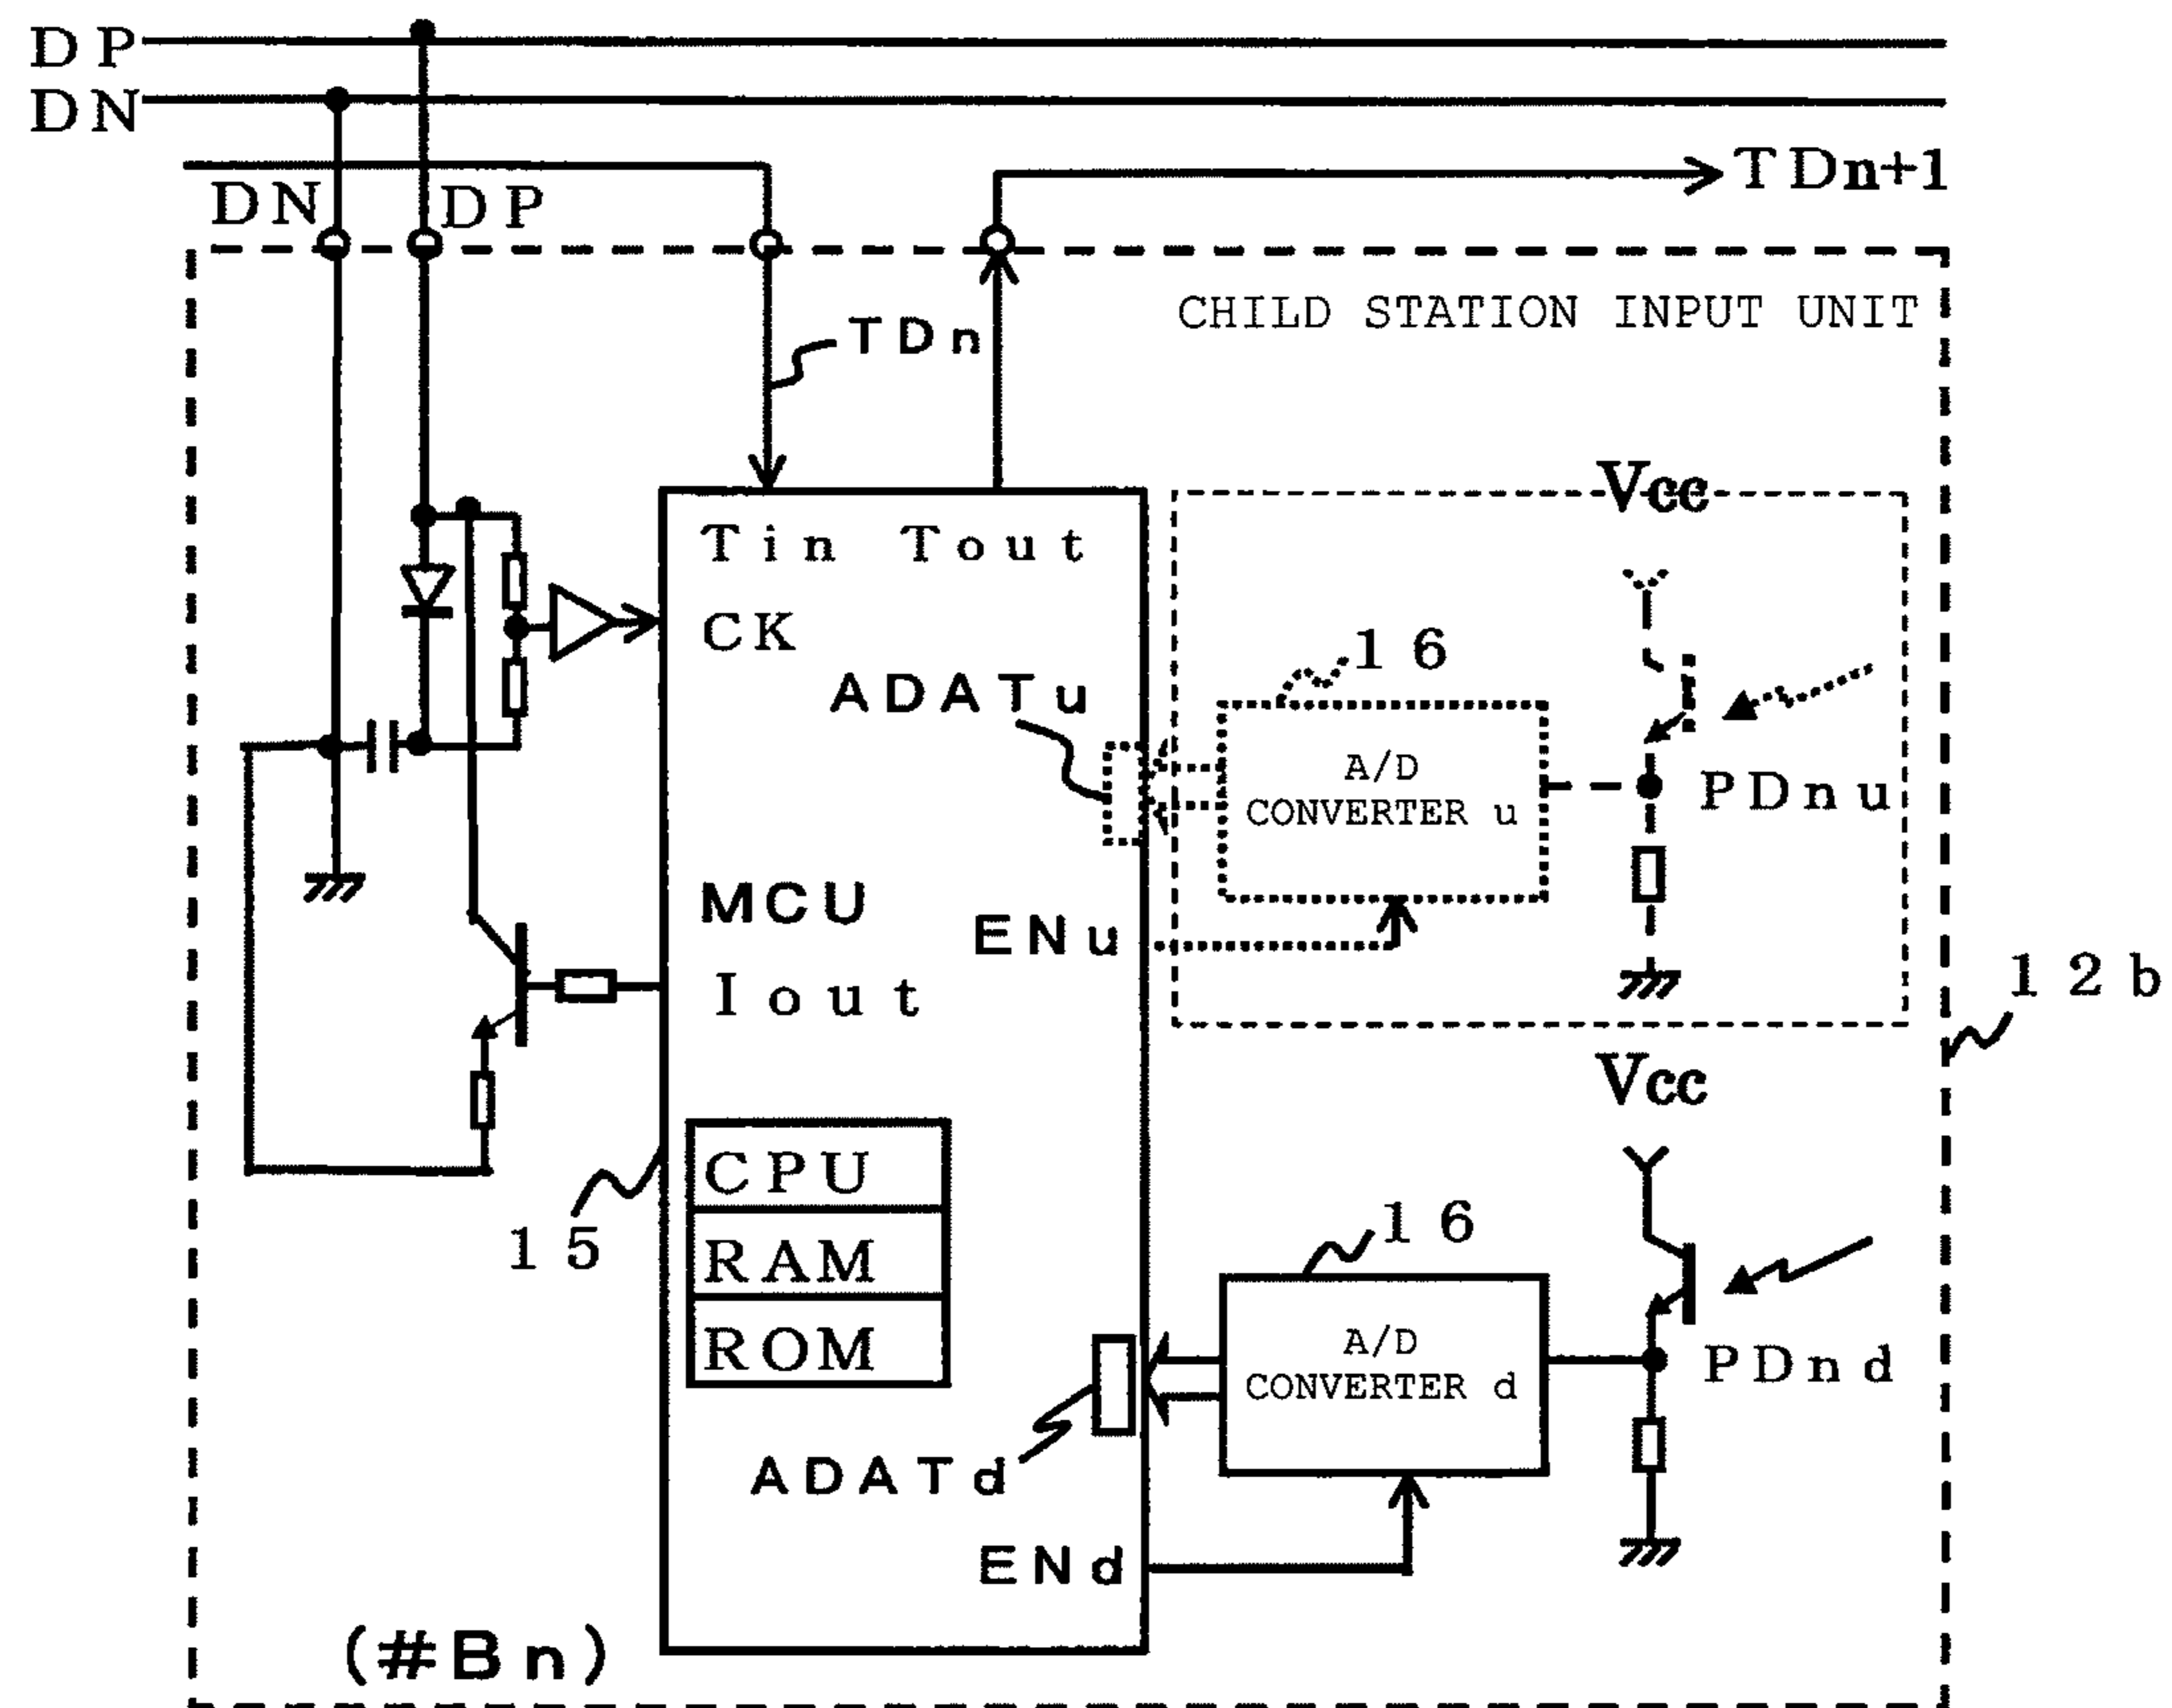 DP
DN
TDn+1
DN
DP
CHILD STATION INPUT UNIT
TDn
Vcc
Tin Tout
CK
16
ADATu
A/D
CONVERTER u
PDnu
MCU
ENu
Iout
12b
Vcc
CPU
15
RAM
ROM
16
A/D
CONVERTER d
PDnd
ADATd
ENd
(#Bn)